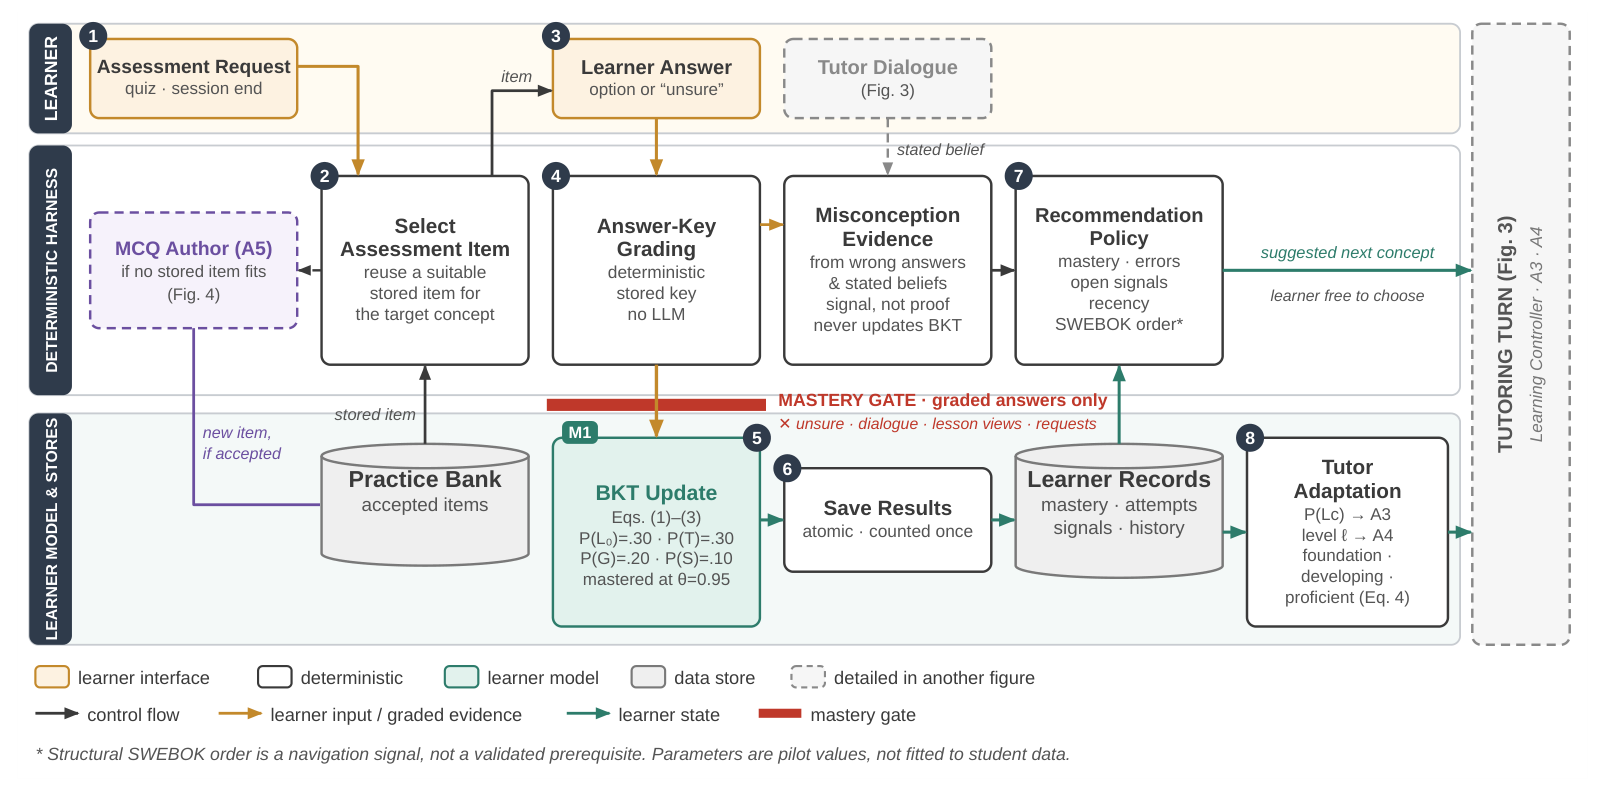 LEARNER
1
Assessment Request
quiz · session end
item
3
Learner Answer
option or “unsure”
Tutor Dialogue
(Fig. 3)
stated belief
DETERMINISTIC HARNESS
MCQ Author (A5)
if no stored item fits
(Fig. 4)
2
Select
Assessment Item
reuse a suitable
stored item for
the target concept
4
Answer-Key
Grading
deterministic
stored key
no LLM
Misconception
Evidence
from wrong answers
& stated beliefs
signal, not proof
never updates BKT
7
Recommendation
Policy
mastery · errors
open signals
recency
SWEBOK order*
suggested next concept
learner free to choose
TUTORING TURN (Fig. 3)
Learning Controller · A3 · A4
LEARNER MODEL & STORES
new item,
if accepted
stored item
Practice Bank
accepted items
MASTERY GATE · graded answers only
✕ unsure · dialogue · lesson views · requests
M1
5
BKT Update
Eqs. (1)–(3)
P(L₀)=.30 · P(T)=.30
P(G)=.20 · P(S)=.10
mastered at θ=0.95
6
Save Results
atomic · counted once
Learner Records
mastery · attempts
signals · history
8
Tutor
Adaptation
P(Lc) → A3
level ℓ → A4
foundation ·
developing ·
proficient (Eq. 4)
learner interface
deterministic
learner model
data store
detailed in another figure
control flow
learner input / graded evidence
learner state
mastery gate
* Structural SWEBOK order is a navigation signal, not a validated prerequisite. Parameters are pilot values, not fitted to student data.